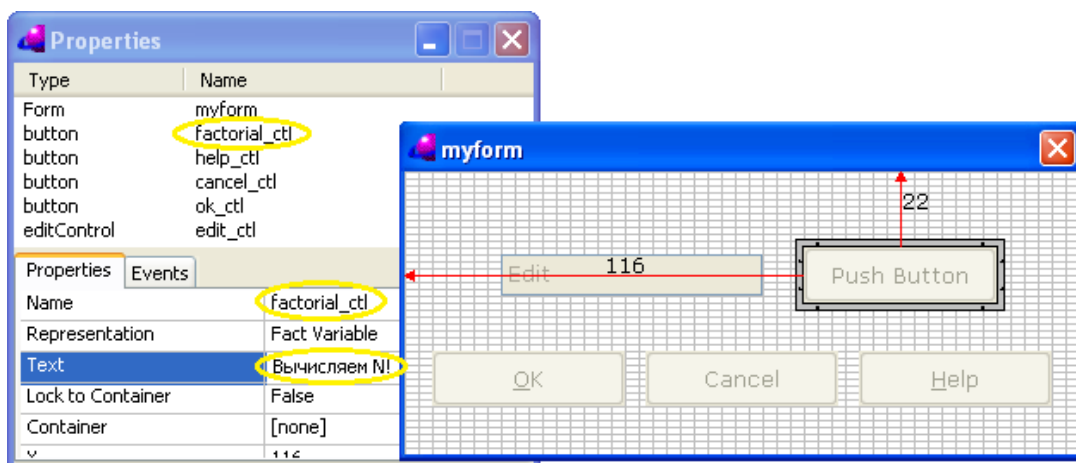 Properties
Type Name
Form myform
button factorial_ctl
button help_ctl
button cancel_ctl
button ok_ctl
editControl edit_ctl
Properties Events
Name factorial_ctl
Representation Fact Variable
Text Вычисляем N!
Lock to Container False
Container [none]
myform
22
Edit 116 Push Button
OK Cancel Help